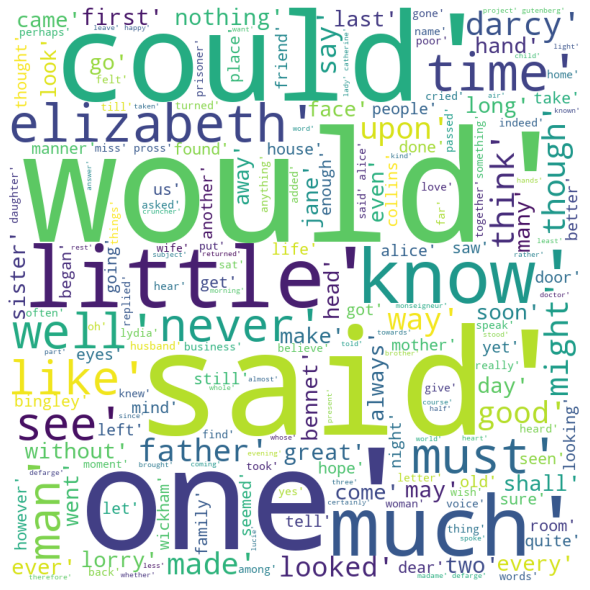 came' first' nothing' last' darcy'
perhaps' gone' want' project' gutenberg'
leave' happy' name' poor' child' light'
could' say' place' friend' time' hand'
thought' look' go' felt' prisoner' lady' catherine' cried' air' home'
till' taken' turned' upon' long' take' known'
elizabeth' face' people' passed' indeed'
manner' miss' pross' found' done' something'
word' house' even' think' though'
would' us' away' anything' jane' collins' together' hands'
daughter' answer' asked' another' added' enough' said' alice' kind' many' better'
cruncher' love' far' least'
things' rest' wife' put' subject' returned' life' alice' saw' rather' door'
sister' began' going' get' sat' head' know' doctor'
little' hear' morning' got' soon'
often' replied' monseigneur' speak' stood'
well' oh' lydia' never' make' way' might'
part' husband' business' believe' told' towards' mother' yet' really'
eyes' said' brother' day'
like' bingley' knew' almost' still' always' give' good' heard'
since' whole' bennet' present' course' half' looking'
see' left' mind' find' whose' night' world' heart'
without' father' great' must' seen'
man' moment' brought' evening' coming' took' hope' letter' old' shall'
however' went' defarge' wickham' seemed' yes' three' come' may' wish' sure'
let' family' one' certainly' woman' voice' thing' room'
ever' lorry' tell' much' spoke' quite'
back' made' among' lucie' looked' dear' two' every'
therefore' whether' less' madame' defarge' words'